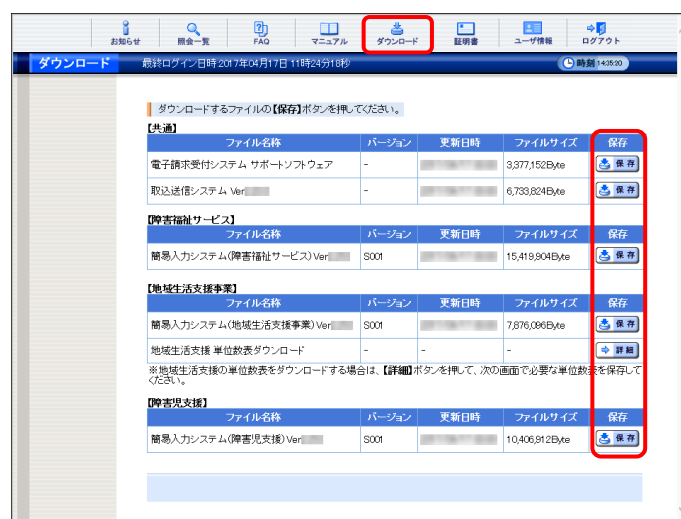 お知らせ 照会一覧 FAQ マニュアル ダウンロード 証明書 ユーザ情報 ログアウト
ダウンロード 最終ログイン日時 2017年04月17日 11時24分18秒 時刻 14:35:20
ダウンロードするファイルの【保存】ボタンを押してください。
【共通】
ファイル名称 バージョン 更新日時 ファイルサイズ 保存
電子請求受付システム サポートソフトウェア - 3,377,152Byte 保存
取込送信システム Ver - 6,733,824Byte 保存
【障害福祉サービス】
ファイル名称 バージョン 更新日時 ファイルサイズ 保存
簡易入力システム(障害福祉サービス) Ver S001 15,419,904Byte 保存
【地域生活支援事業】
ファイル名称 バージョン 更新日時 ファイルサイズ 保存
簡易入力システム(地域生活支援事業) Ver S001 7,876,096Byte 保存
地域生活支援 単位数表ダウンロード - - - 詳細
※地域生活支援の単位数表をダウンロードする場合は、【詳細】ボタンを押して、次の画面で必要な単位数表を保存して
ください。
【障害児支援】
ファイル名称 バージョン 更新日時 ファイルサイズ 保存
簡易入力システム(障害児支援) Ver S001 10,406,912Byte 保存